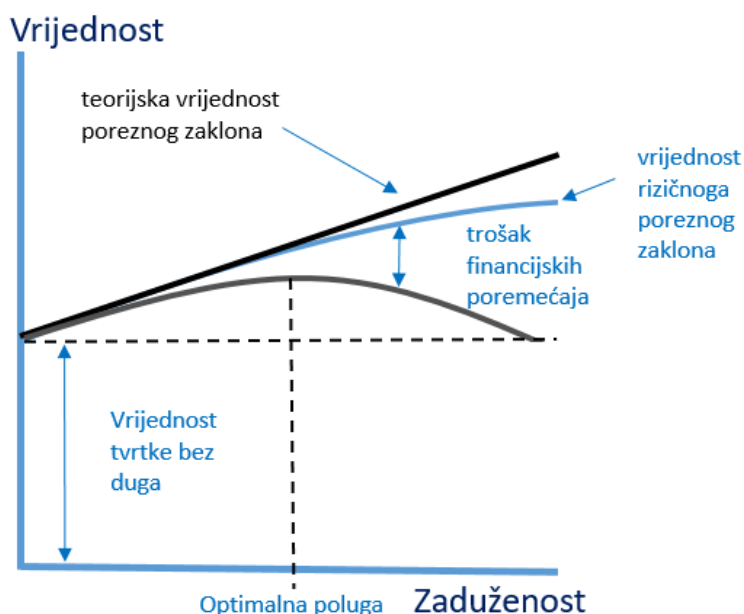 Vrijednost
teorijska vrijednost
poreznog zaklona
vrijednost
rizičnoga
poreznog
zaklona
trošak
financijskih
poremećaja
Vrijednost
tvrtke bez
duga
Optimalna poluga
Zaduženost